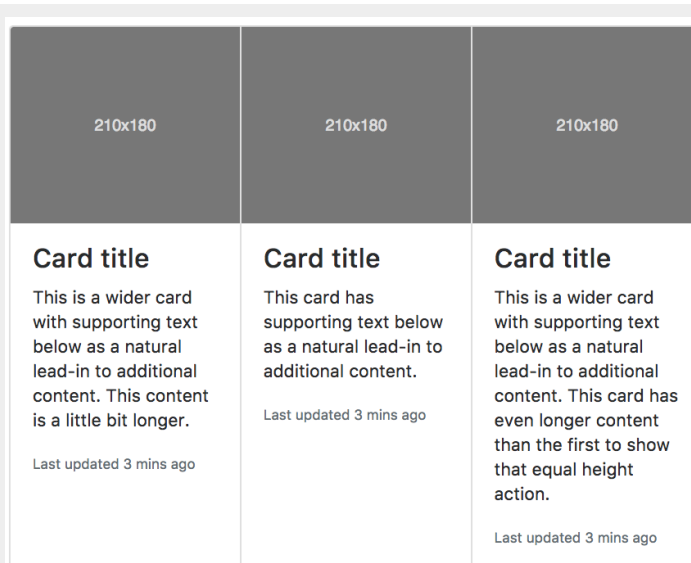 210x180
210x180
210x180
Card title
This is a wider card
with supporting text
below as a natural
lead-in to additional
content. This content
is a little bit longer.
Last updated 3 mins ago
Card title
This card has
supporting text below
as a natural lead-in to
additional content.
Last updated 3 mins ago
Card title
This is a wider card
with supporting text
below as a natural
lead-in to additional
content. This card has
even longer content
than the first to show
that equal height
action.
Last updated 3 mins ago